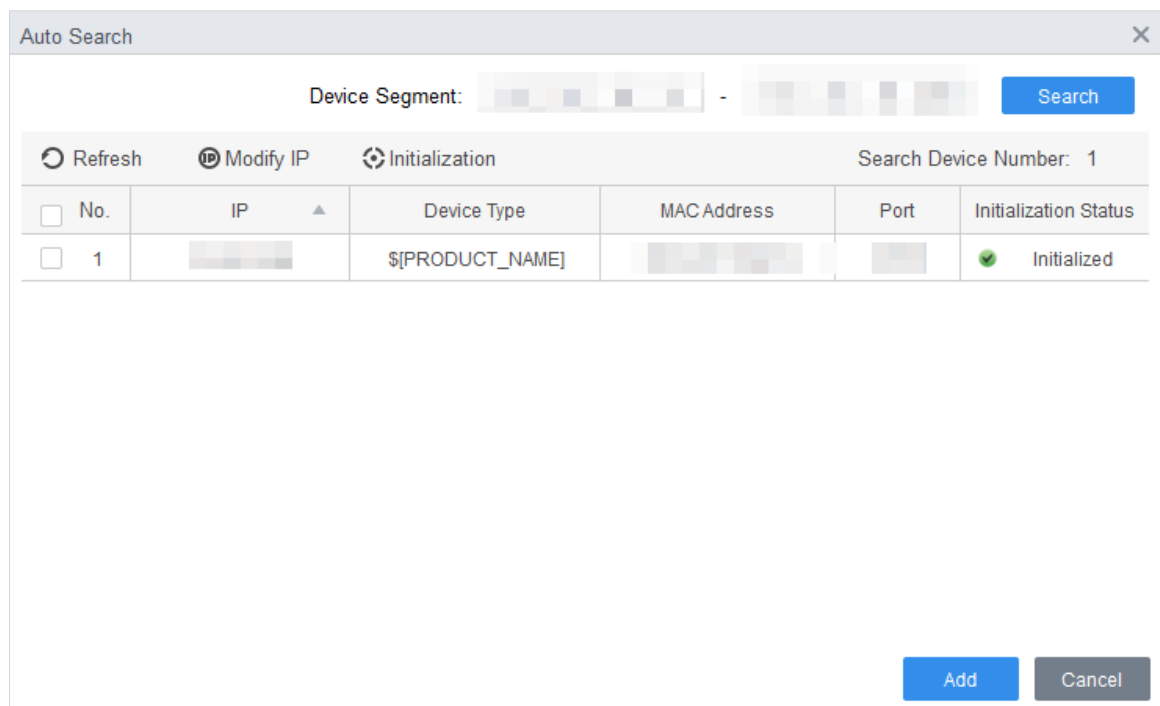 Auto Search
Device Segment: - Search
Refresh Modify IP Initialization Search Device Number: 1
No. IP Device Type MAC Address Port Initialization Status
1 $[PRODUCT_NAME] Initialized
Add Cancel